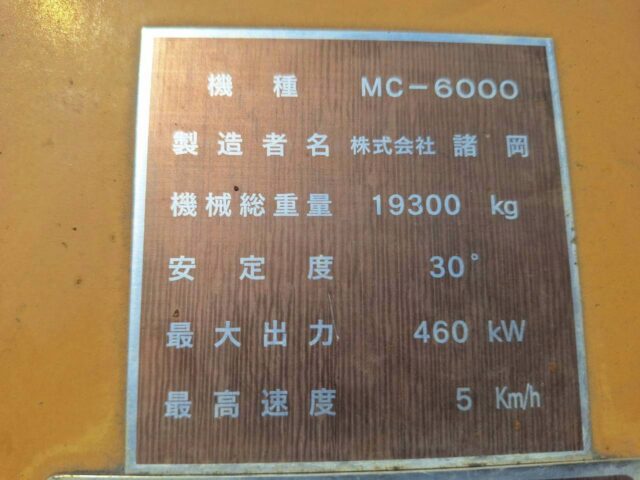 機種 MC-6000
製造者名 株式会社 諸岡
機械総重量 19300 kg
安定度 30°
最大出力 460 kW
最高速度 5 Km/h